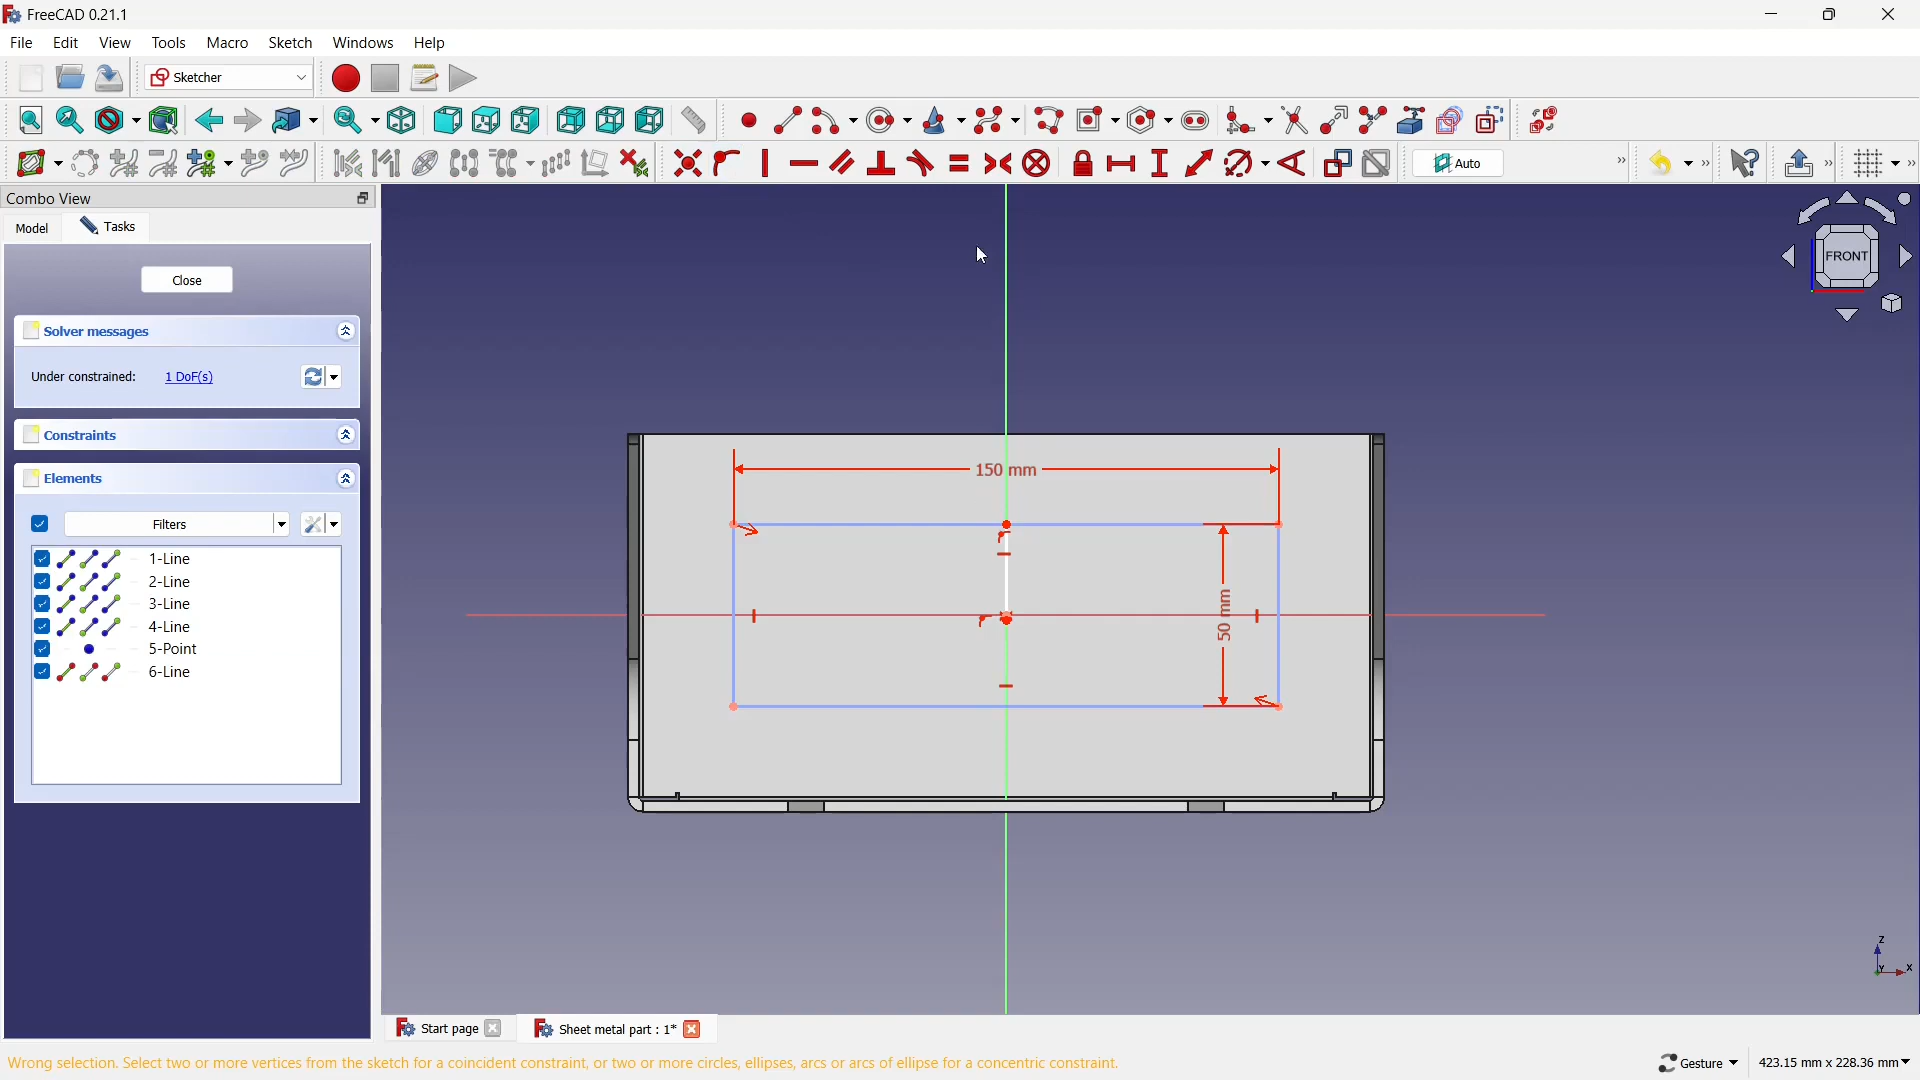 FreeCAD 0.21.1
File Edit View Tools Macro Sketch Windows Help
Sketcher
Auto
Combo View
Model Tasks
Close
Solver messages
Under constrained: 1 DoF(s)
Constraints
Elements
Filters
1-Line
2-Line
3-Line
4-Line
5-Point
6-Line
150 mm
50 mm
FRONT
Z
Y
X
Start page
Sheet metal part : 1*
Wrong selection. Select two or more vertices from the sketch for a coincident constraint, or two or more circles, ellipses, arcs or arcs of ellipse for a concentric constraint.
Gesture
423.15 mm x 228.36 mm